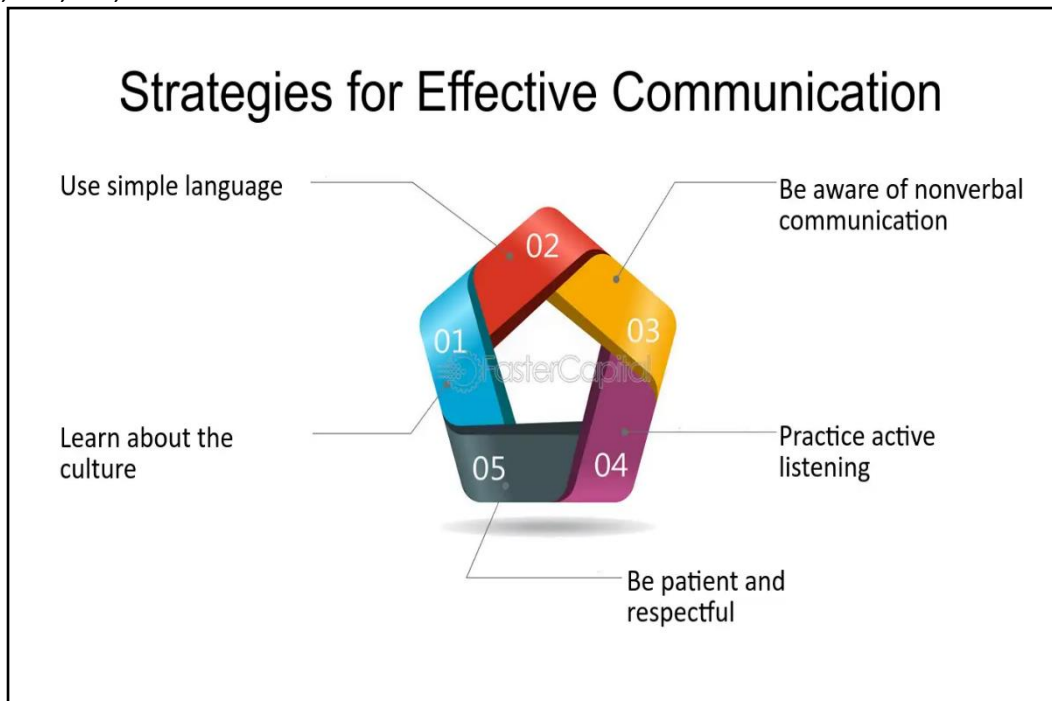 Strategies for Effective Communication
Use simple language
Be aware of nonverbal
communication
02
01
03
FasterCapital
Learn about the
culture
Practice active
listening
05
04
Be patient and
respectful